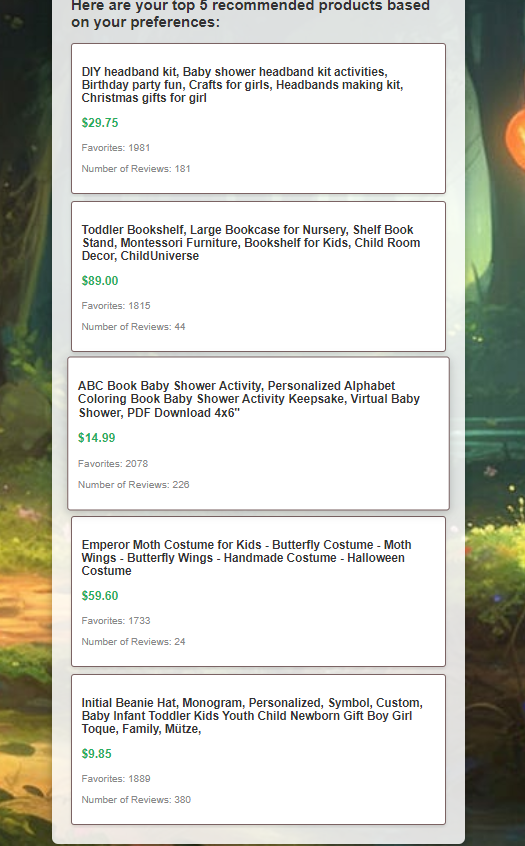 Here are your top 5 recommended products based
on your preferences:
DIY headband kit, Baby shower headband kit activities,
Birthday party fun, Crafts for girls, Headbands making kit,
Christmas gifts for girl
$29.75
Favorites: 1981
Number of Reviews: 181
Toddler Bookshelf, Large Bookcase for Nursery, Shelf Book
Stand, Montessori Furniture, Bookshelf for Kids, Child Room
Decor, ChildUniverse
$89.00
Favorites: 1815
Number of Reviews: 44
ABC Book Baby Shower Activity, Personalized Alphabet
Coloring Book Baby Shower Activity Keepsake, Virtual Baby
Shower, PDF Download 4x6"
$14.99
Favorites: 2078
Number of Reviews: 226
Emperor Moth Costume for Kids - Butterfly Costume - Moth
Wings - Butterfly Wings - Handmade Costume - Halloween
Costume
$59.60
Favorites: 1733
Number of Reviews: 24
Initial Beanie Hat, Monogram, Personalized, Symbol, Custom,
Baby Infant Toddler Kids Youth Child Newborn Gift Boy Girl
Toque, Family, Mütze,
$9.85
Favorites: 1889
Number of Reviews: 380